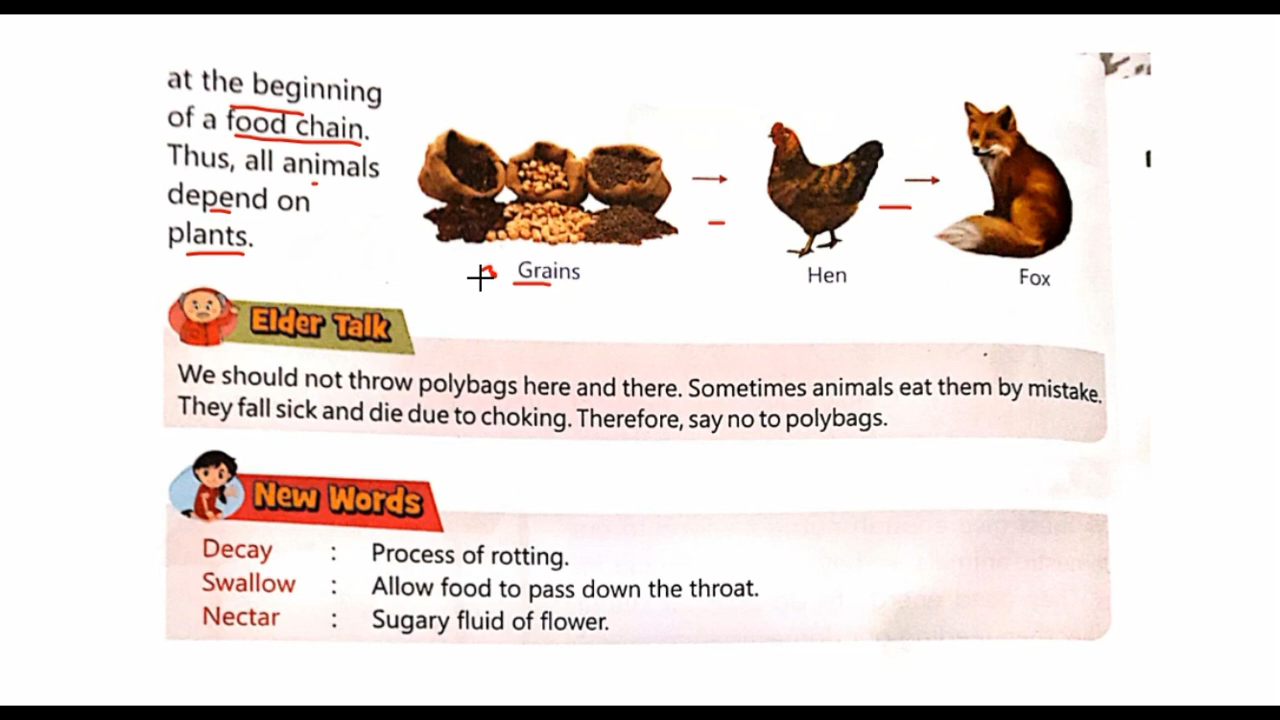 at the beginning
of a food chain.
Thus, all animals
depend on
plants.
Grains
Hen
Fox
Elder Talk
We should not throw polybags here and there. Sometimes animals eat them by mistake.
They fall sick and die due to choking. Therefore, say no to polybags.
New Words
Decay : Process of rotting.
Swallow : Allow food to pass down the throat.
Nectar : Sugary fluid of flower.